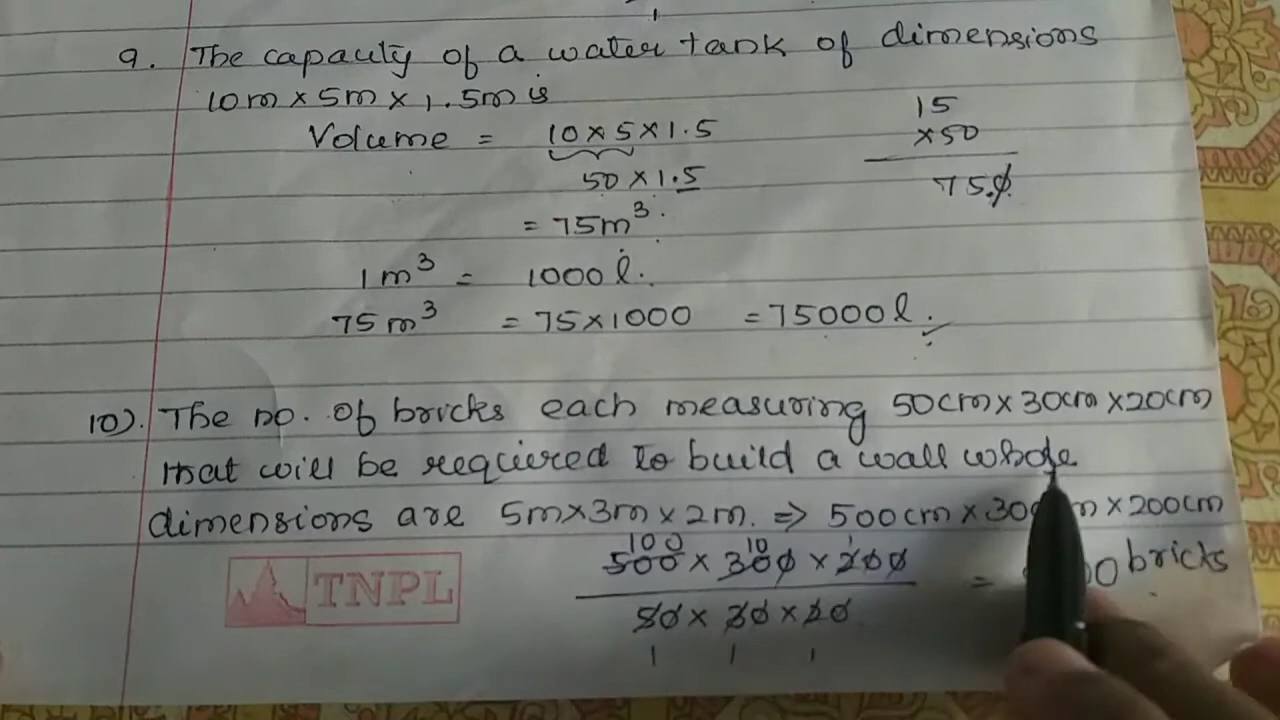 9. The capacity of a water tank of dimensions
10m × 5m × 1.5m is
Volume = 10 × 5 × 1.5
50 × 1.5
= 75m³.
1m³ = 1000 l.
75m³ = 75 × 1000 = 75000 l.
15
×50
75.0
10). The no. of bricks each measuring 50cm × 30cm × 20cm
that will be required to build a wall whose
dimensions are 5m × 3m × 2m. ⇒ 500cm × 300cm × 200cm
100 10 1
500 × 300 × 200
50 × 30 × 20
1 1 1
= bricks
TNPL